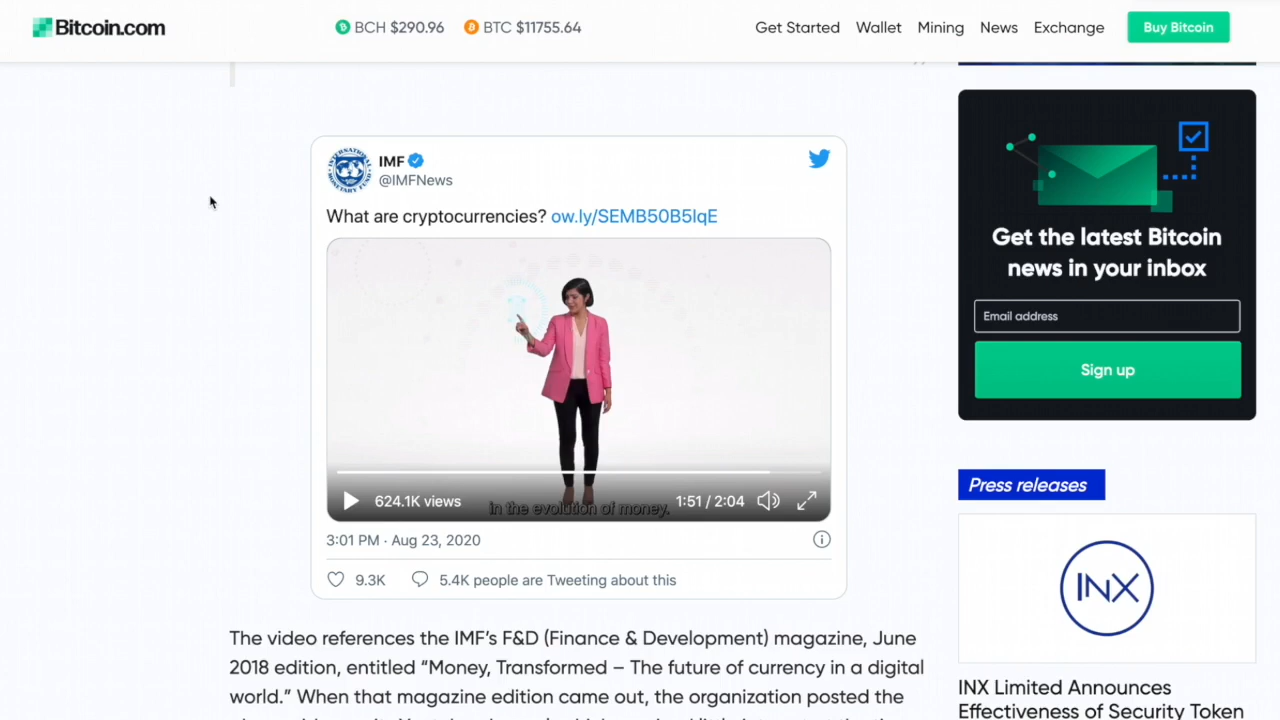 Bitcoin.com
BCH $290.96
BTC $11755.64
Get Started
Wallet
Mining
News
Exchange
Buy Bitcoin
IMF
@IMFNews
INTERNATIONAL MONETARY FUND
What are cryptocurrencies? ow.ly/SEMB50B5lqE
624.1K views
in the evolution of money.
1:51 / 2:04
3:01 PM · Aug 23, 2020
9.3K
5.4K people are Tweeting about this
The video references the IMF’s F&D (Finance & Development) magazine, June
2018 edition, entitled “Money, Transformed – The future of currency in a digital
world.” When that magazine edition came out, the organization posted the
Get the latest Bitcoin
news in your inbox
Email address
Sign up
Press releases
INX
INX Limited Announces
Effectiveness of Security Token